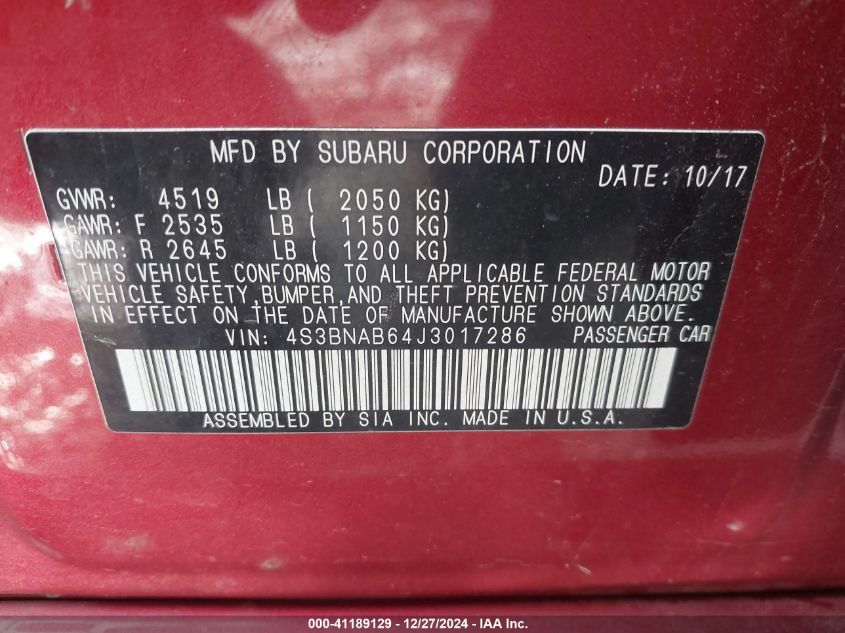 MFD BY SUBARU CORPORATION
DATE: 10/17
GVWR: 4519 LB ( 2050 KG)
GAWR: F 2535 LB ( 1150 KG)
GAWR: R 2645 LB ( 1200 KG)
THIS VEHICLE CONFORMS TO ALL APPLICABLE FEDERAL MOTOR
VEHICLE SAFETY,BUMPER,AND THEFT PREVENTION STANDARDS
IN EFFECT ON THE DATE OF MANUFACTURE SHOWN ABOVE.
VIN: 4S3BNAB64J3017286 PASSENGER CAR
ASSEMBLED BY SIA INC. MADE IN U.S.A.
000-41189129 - 12/27/2024 - IAA Inc.